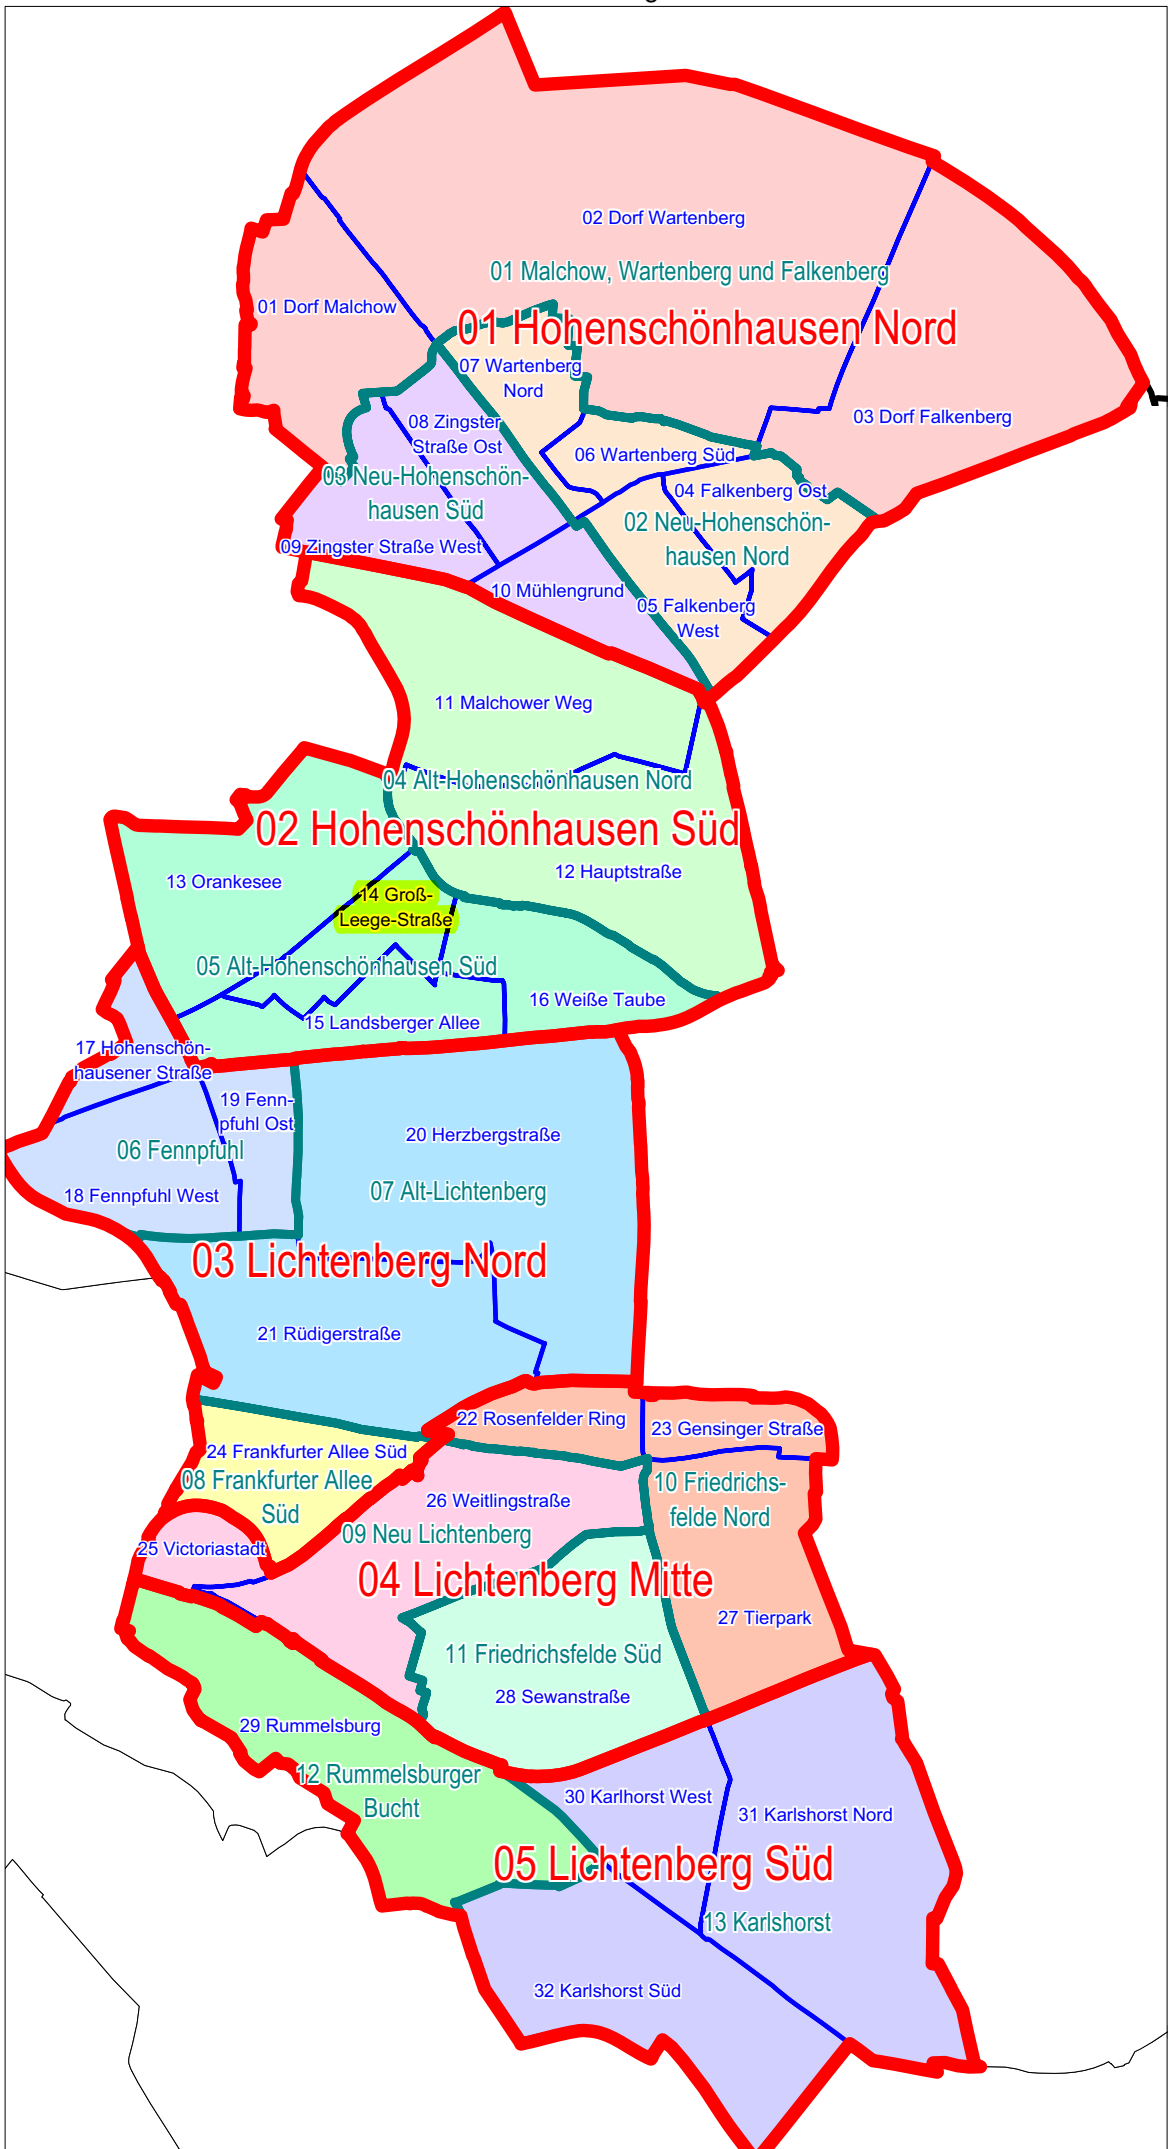 02 Dorf Wartenberg
01 Malchow, Wartenberg und Falkenberg
01 Dorf Malchow
01 Hohenschönhausen Nord
07 Wartenberg
Nord
03 Dorf Falkenberg
08 Zingster
Straße Ost
06 Wartenberg Süd
03 Neu-Hohenschön-
hausen Süd
04 Falkenberg Ost
02 Neu-Hohenschön-
hausen Nord
09 Zingster Straße West
10 Mühlengrund
05 Falkenberg
West
11 Malchower Weg
04 Alt-Hohenschönhausen Nord
02 Hohenschönhausen Süd
12 Hauptstraße
13 Orankesee
14 Groß-
Leege-Straße
05 Alt-Hohenschönhausen Süd
16 Weiße Taube
15 Landsberger Allee
17 Hohenschön-
hausener Straße
19 Fenn-
pfuhl Ost
20 Herzbergstraße
06 Fennpfuhl
18 Fennpfuhl West
07 Alt-Lichtenberg
03 Lichtenberg Nord
21 Rüdigerstraße
22 Rosenfelder Ring
23 Gensinger Straße
24 Frankfurter Allee Süd
08 Frankfurter Allee
Süd
10 Friedrichs-
felde Nord
26 Weitlingstraße
09 Neu Lichtenberg
25 Victoriastadt
04 Lichtenberg Mitte
27 Tierpark
11 Friedrichsfelde Süd
28 Sewanstraße
29 Rummelsburg
12 Rummelsburger
Bucht
30 Karlhorst West
31 Karlshorst Nord
05 Lichtenberg Süd
13 Karlshorst
32 Karlshorst Süd